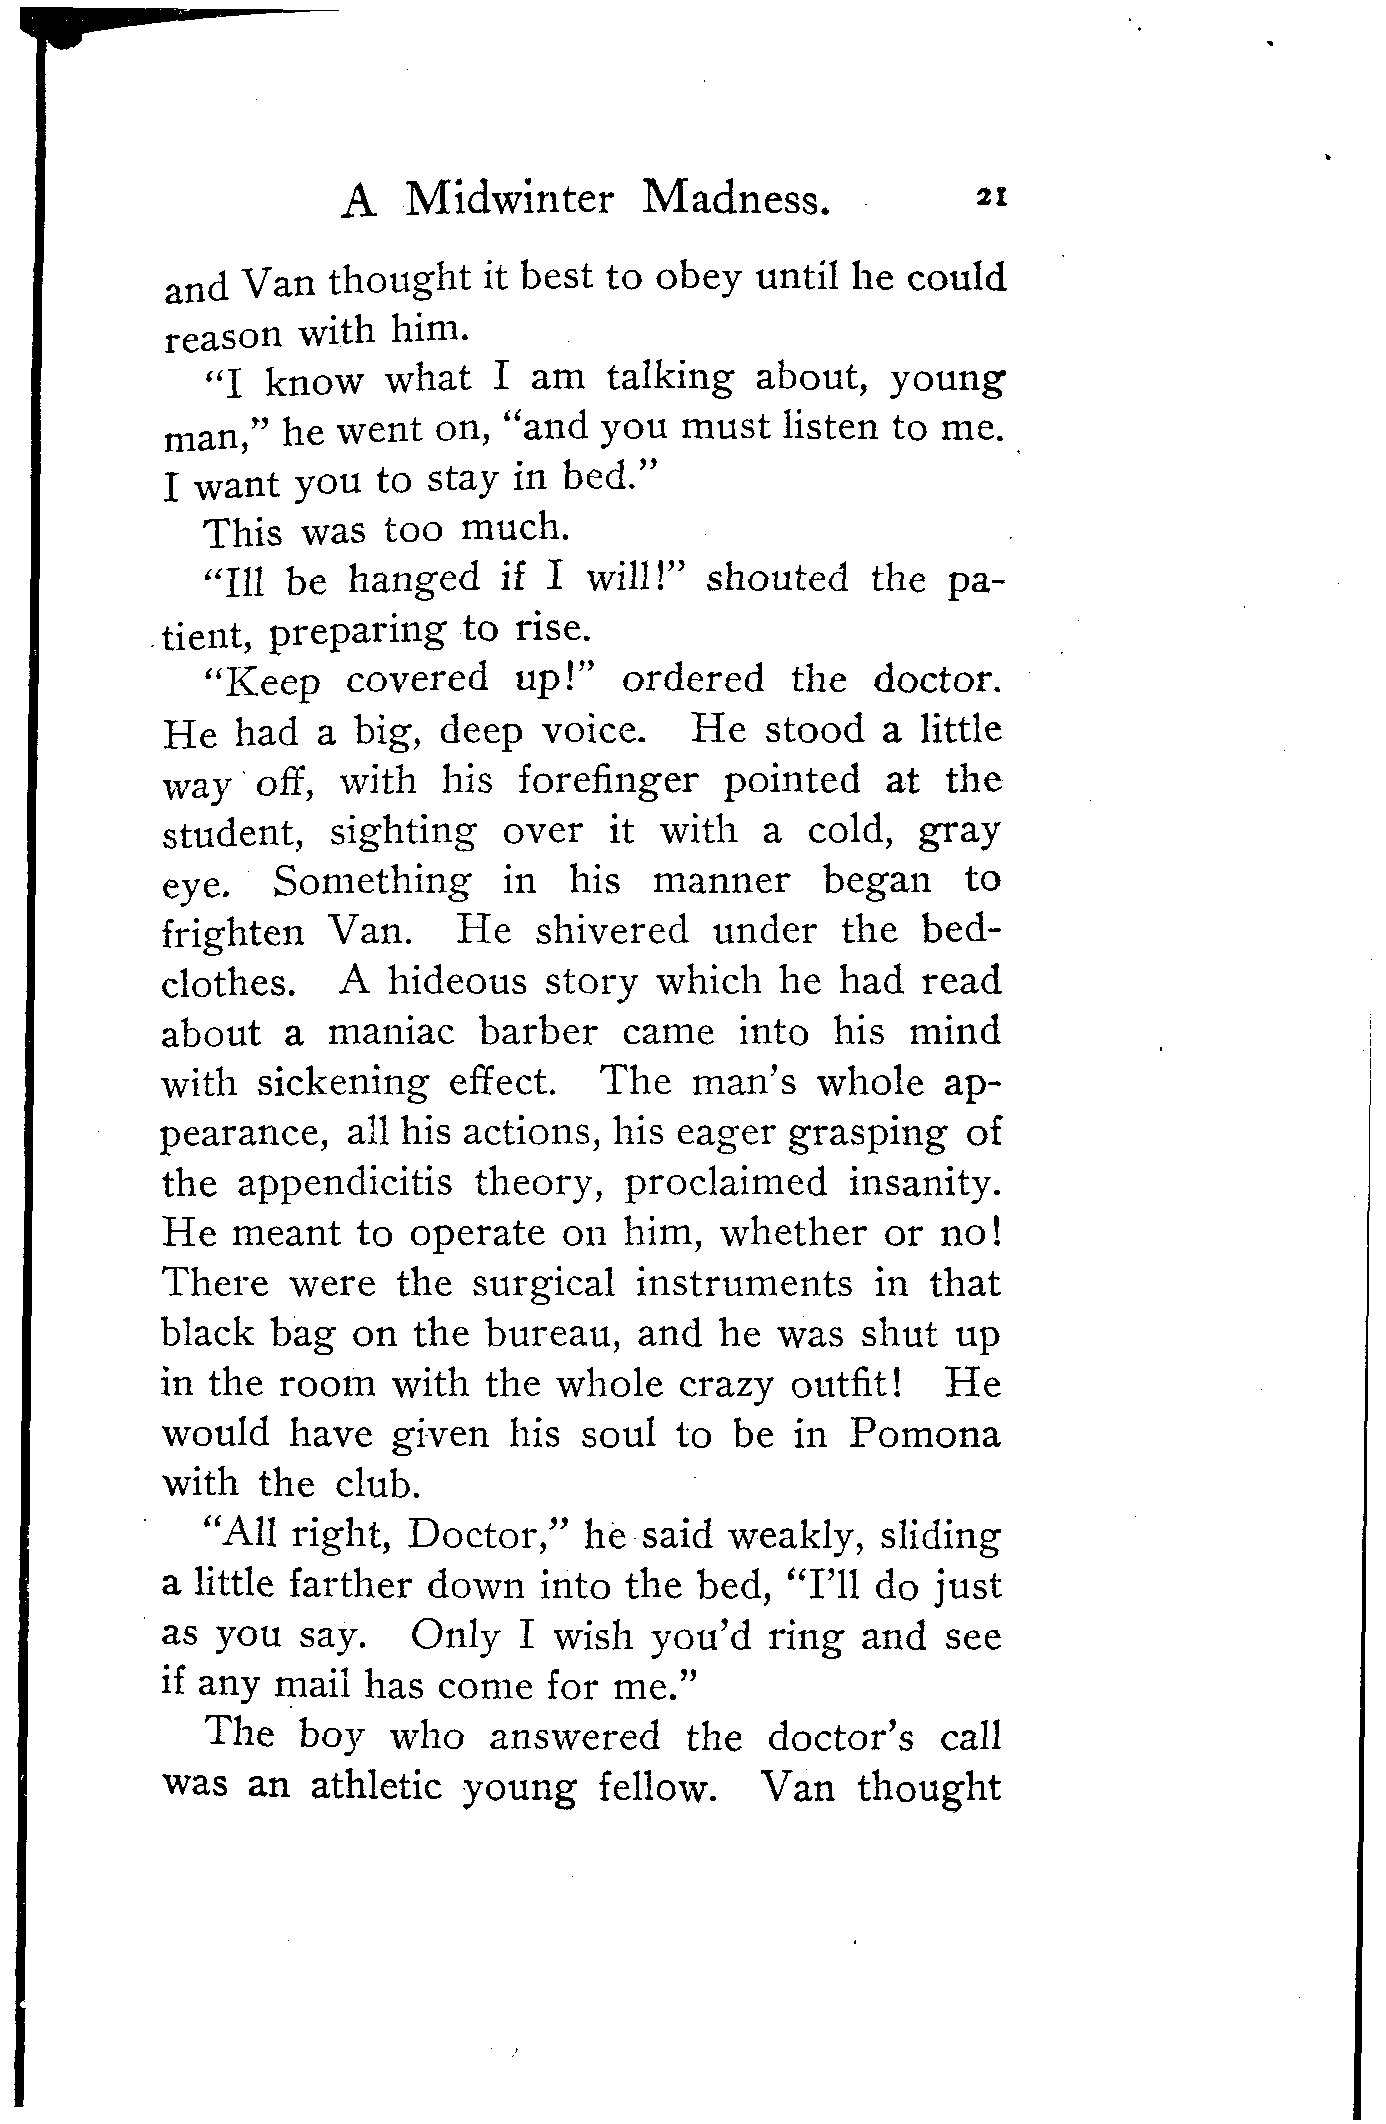 A Midwinter Madness. 21
and Van thought it best to obey until he could
reason with him.
“I know what I am talking about, young
man,” he went on, “and you must listen to me.
I want you to stay in bed.”
This was too much.
“Ill be hanged if I will!” shouted the pa-
tient, preparing to rise.
“Keep covered up!” ordered the doctor.
He had a big, deep voice. He stood a little
way off, with his forefinger pointed at the
student, sighting over it with a cold, gray
eye. Something in his manner began to
frighten Van. He shivered under the bed-
clothes. A hideous story which he had read
about a maniac barber came into his mind
with sickening effect. The man’s whole ap-
pearance, all his actions, his eager grasping of
the appendicitis theory, proclaimed insanity.
He meant to operate on him, whether or no!
There were the surgical instruments in that
black bag on the bureau, and he was shut up
in the room with the whole crazy outfit! He
would have given his soul to be in Pomona
with the club.
“All right, Doctor,” he said weakly, sliding
a little farther down into the bed, “I’ll do just
as you say. Only I wish you’d ring and see
if any mail has come for me.”
The boy who answered the doctor’s call
was an athletic young fellow. Van thought